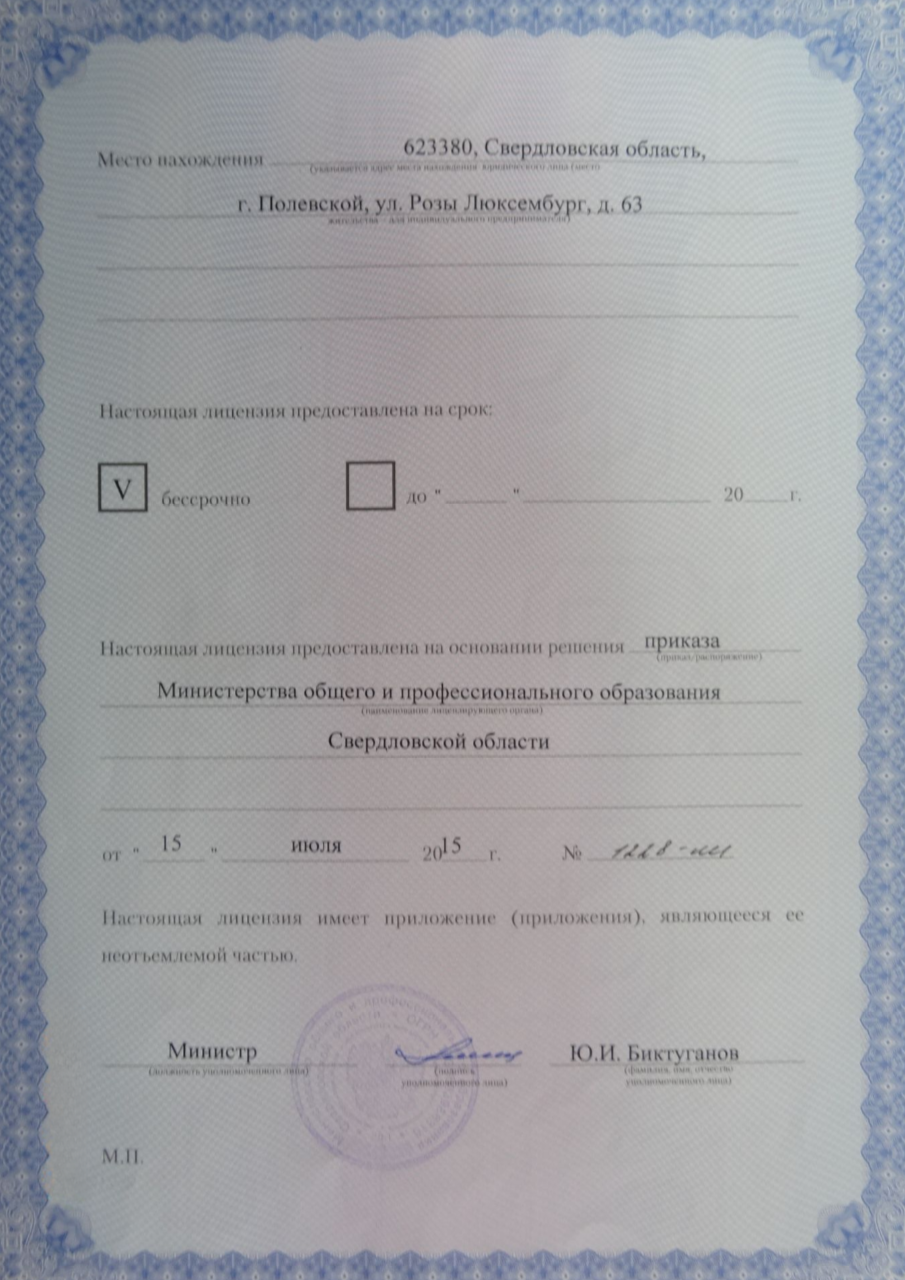 Место нахождения 623380, Свердловская область,
(указывается адрес места нахождения юридического лица (место
г. Полевской, ул. Розы Люксембург, д. 63
жительства - для индивидуального предпринимателя)
Настоящая лицензия предоставлена на срок:
V бессрочно до " " 20 г.
Настоящая лицензия предоставлена на основании решения приказа
(приказ/распоряжение)
Министерства общего и профессионального образования
(наименование лицензирующего органа)
Свердловской области
от " 15 " июля 2015 г. № 1228-ли
Настоящая лицензия имеет приложение (приложения), являющееся ее
неотъемлемой частью.
Министр Ю.И. Биктуганов
(должность уполномоченного лица) (подпись (фамилия, имя, отчество
уполномоченного лица) уполномоченного лица)
М.П.